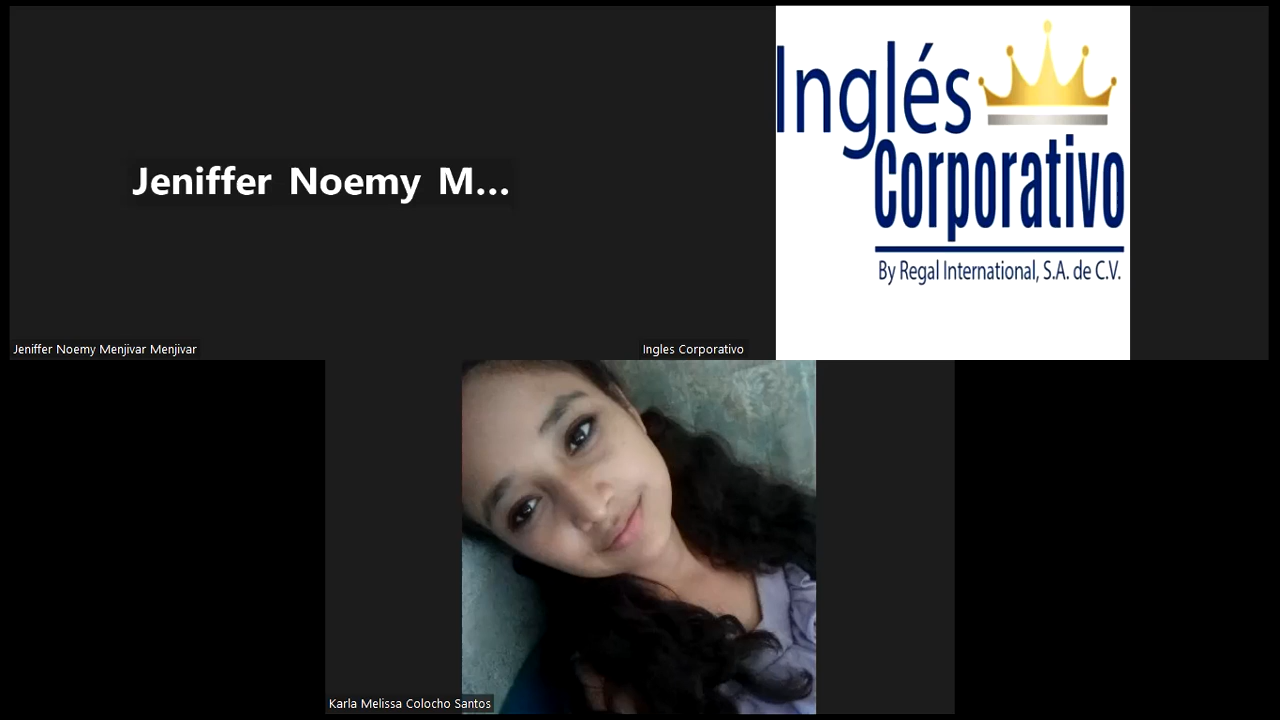 Jeniffer Noemy M...
Jeniffer Noemy Menjivar Menjivar
Inglés
Corporativo
By Regal International, S.A. de C.V.
Ingles Corporativo
Karla Melissa Colocho Santos